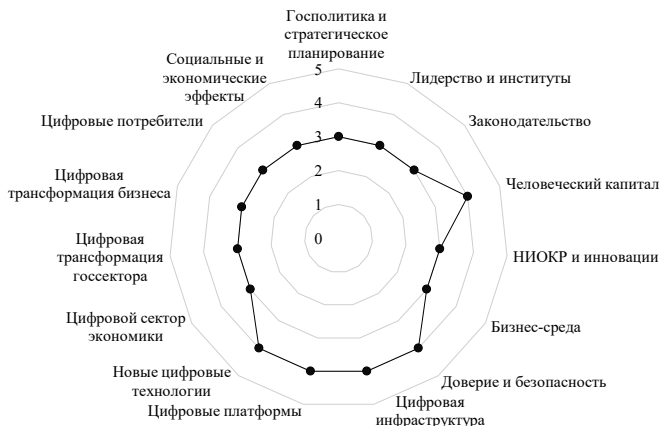 Госполитика и
стратегическое
планирование
Социальные и
экономические
эффекты
Лидерство и институты
Цифровые потребители
Законодательство
Цифровая
трансформация бизнеса
Человеческий капитал
Цифровая
трансформация
госсектора
НИОКР и инновации
Цифровой сектор
экономики
Бизнес-среда
Новые цифровые
технологии
Доверие и безопасность
Цифровые платформы
Цифровая
инфраструктура
5
4
3
2
1
0